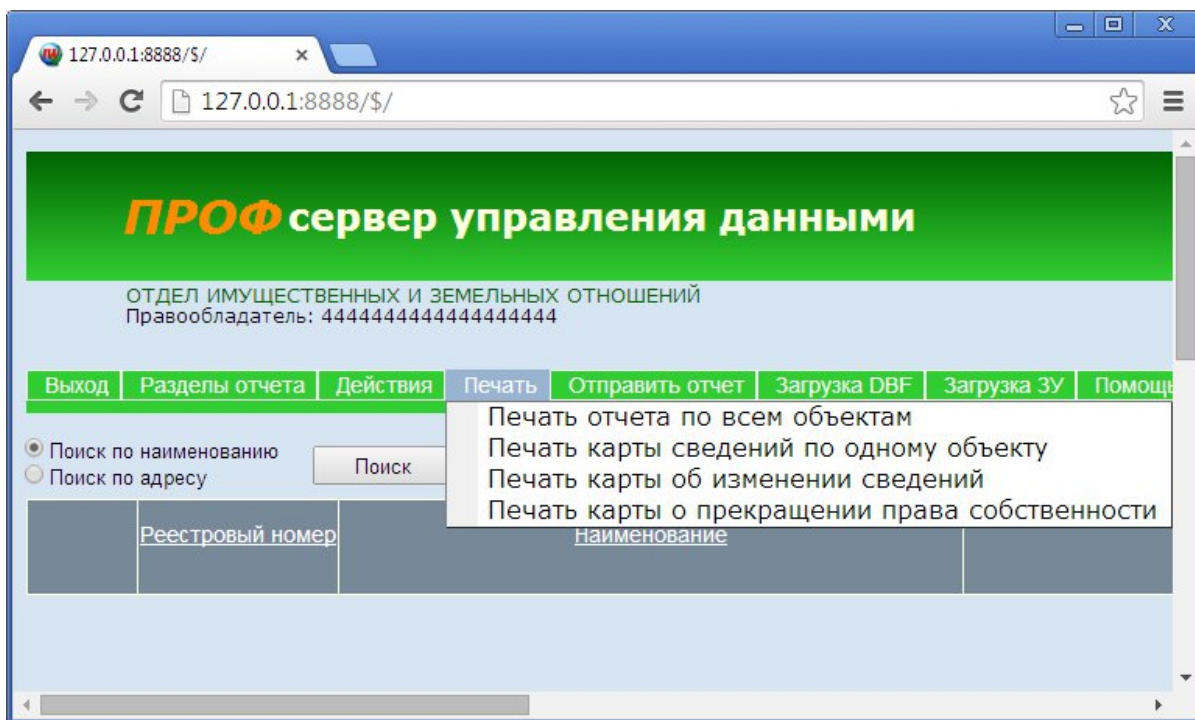 127.0.0.1:8888/$/
127.0.0.1:8888/$/
ПРОФ сервер управления данными
ОТДЕЛ ИМУЩЕСТВЕННЫХ И ЗЕМЕЛЬНЫХ ОТНОШЕНИЙ
Правообладатель: 4444444444444444444
Выход Разделы отчета Действия Печать Отправить отчет Загрузка DBF Загрузка ЗУ Помощь
Печать отчета по всем объектам
Печать карты сведений по одному объекту
Печать карты об изменении сведений
Печать карты о прекращении права собственности
Поиск по наименованию
Поиск по адресу
Поиск
Реестровый номер
Наименование